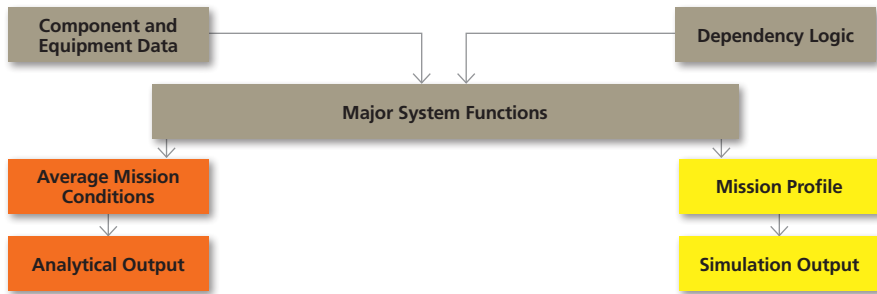 Component and
Equipment Data
Dependency Logic
Major System Functions
Average Mission
Conditions
Mission Profile
Analytical Output
Simulation Output